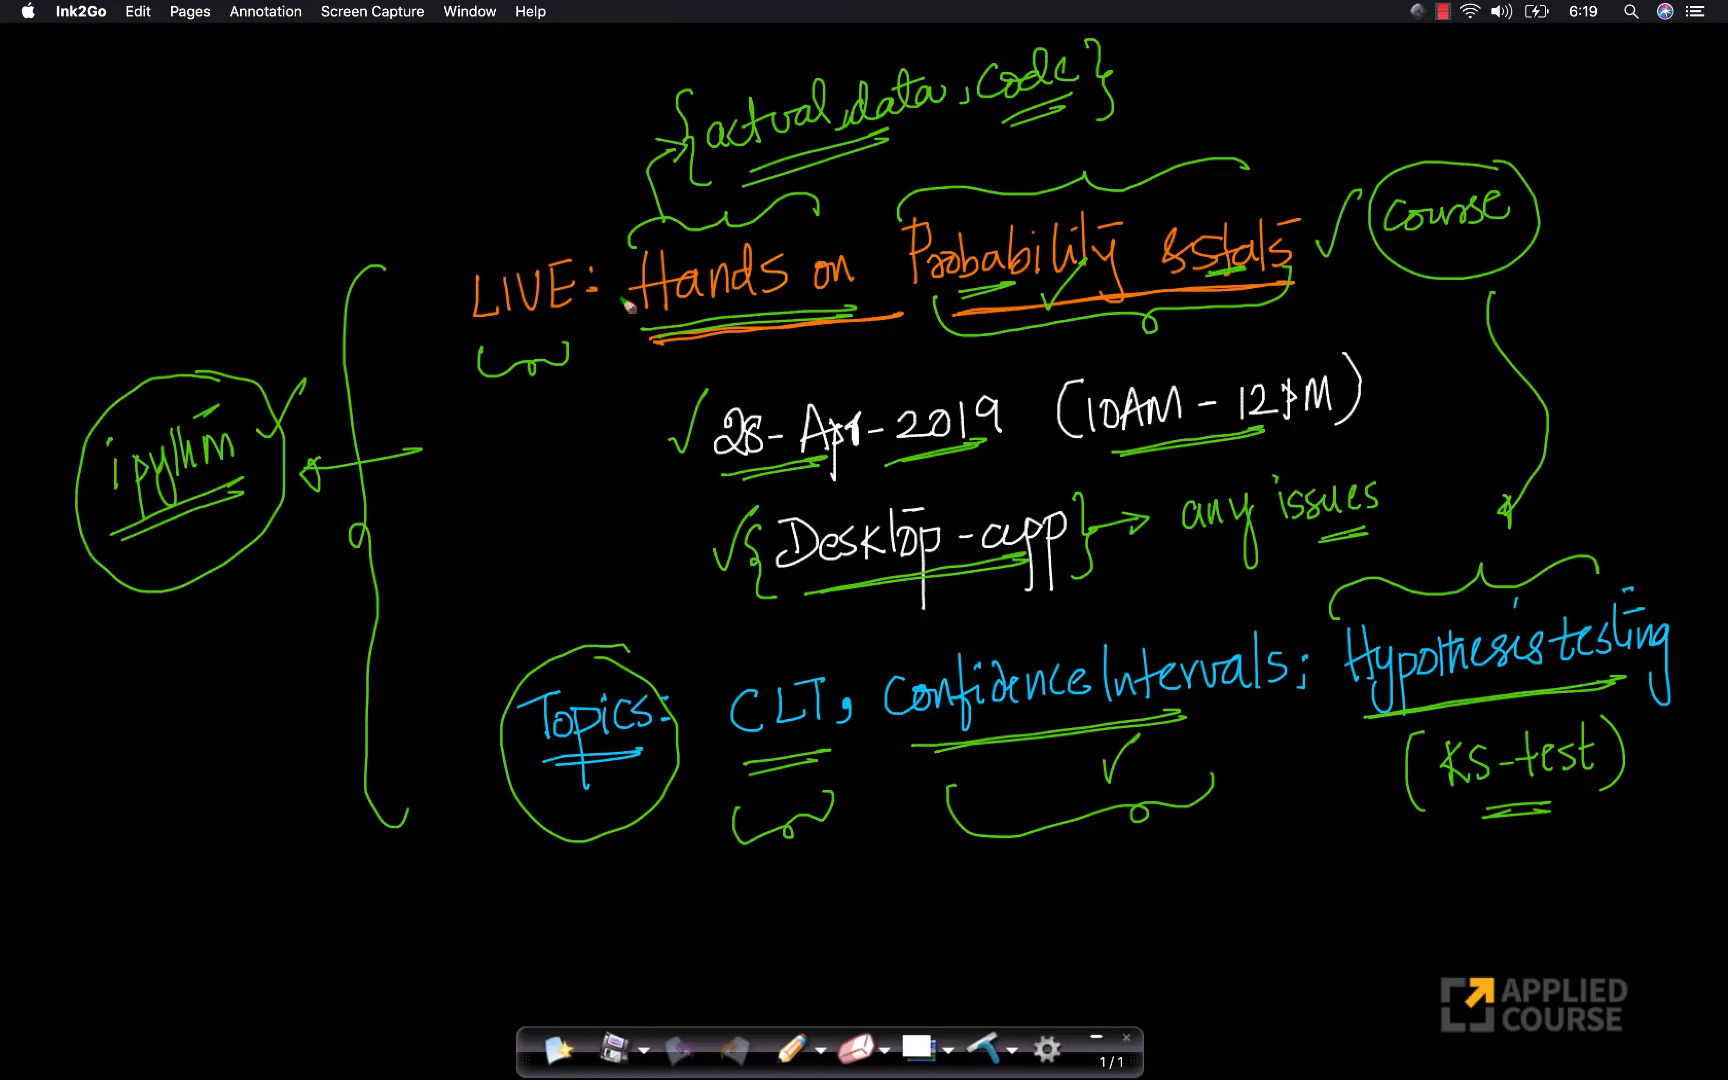 Ink2Go Edit Pages Annotation Screen Capture Window Help 6:19
{actual data, code}
LIVE: Hands on Probability & stats course
28-Apr-2019 (10AM - 12PM)
ipython
{Desktop-app} → any issues
Topics: CLT, Confidence Intervals; Hypothesis testing
(KS-test)
APPLIED
COURSE
1/1